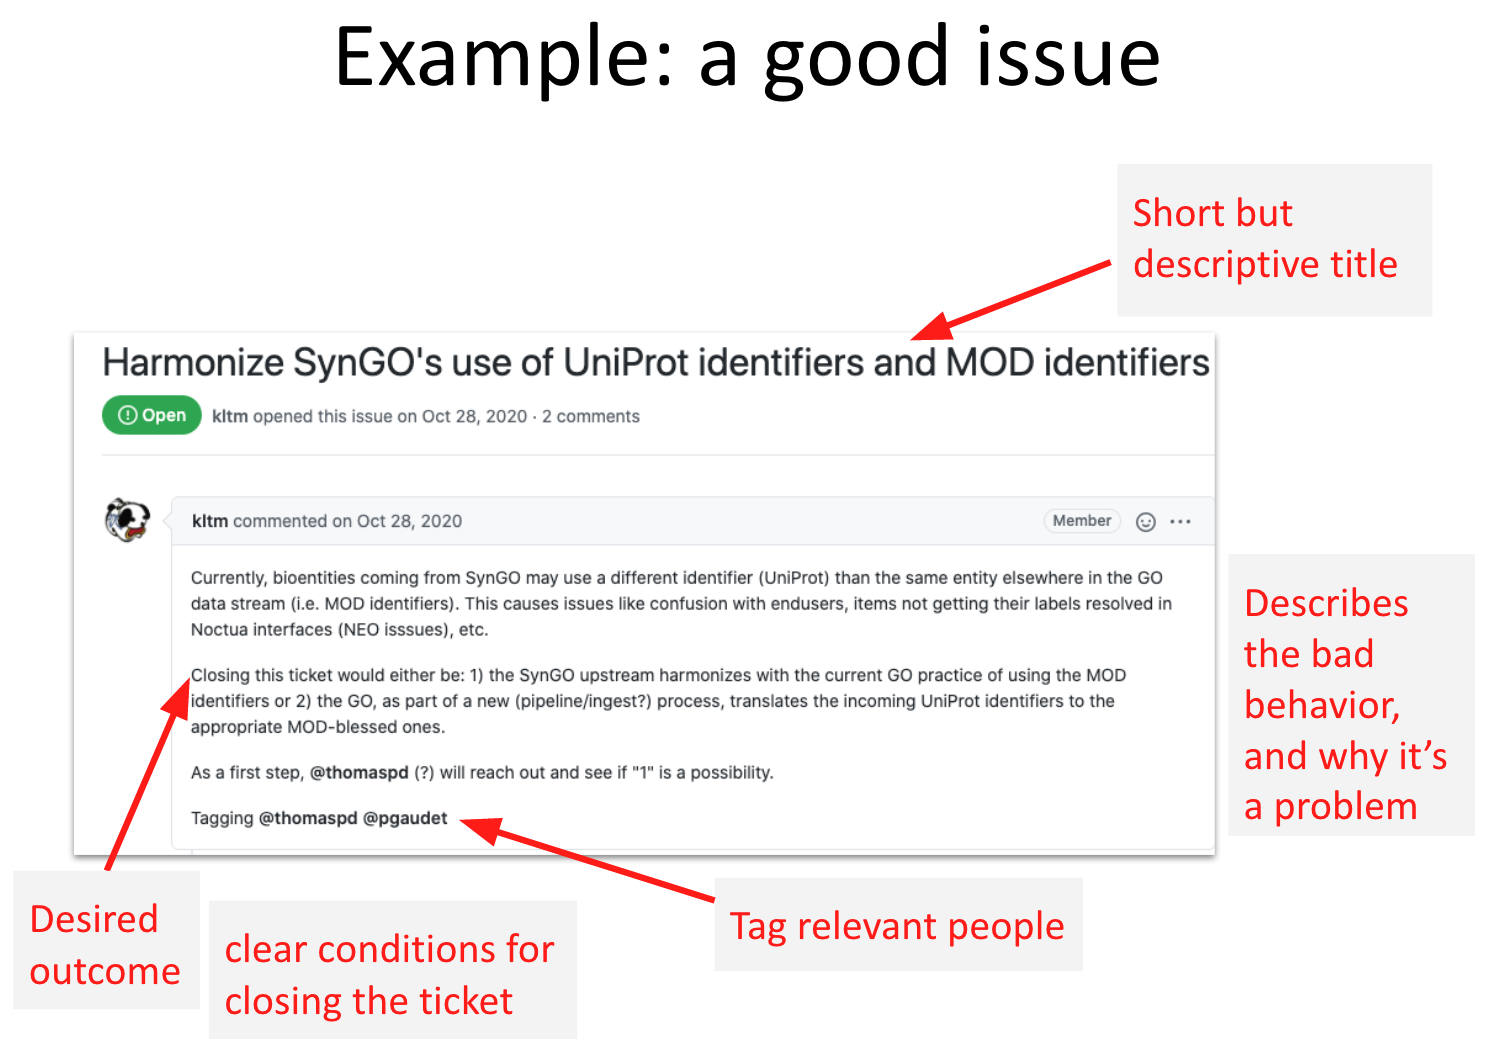 Example: a good issue
Short but
descriptive title
Harmonize SynGO's use of UniProt identifiers and MOD identifiers
Open kltm opened this issue on Oct 28, 2020 · 2 comments
kltm commented on Oct 28, 2020 Member
Currently, bioentities coming from SynGO may use a different identifier (UniProt) than the same entity elsewhere in the GO
data stream (i.e. MOD identifiers). This causes issues like confusion with endusers, items not getting their labels resolved in
Noctua interfaces (NEO isssues), etc.
Closing this ticket would either be: 1) the SynGO upstream harmonizes with the current GO practice of using the MOD
identifiers or 2) the GO, as part of a new (pipeline/ingest?) process, translates the incoming UniProt identifiers to the
appropriate MOD-blessed ones.
As a first step, @thomaspd (?) will reach out and see if "1" is a possibility.
Tagging @thomaspd @pgaudet
Describes
the bad
behavior,
and why it’s
a problem
Desired
outcome
clear conditions for
closing the ticket
Tag relevant people